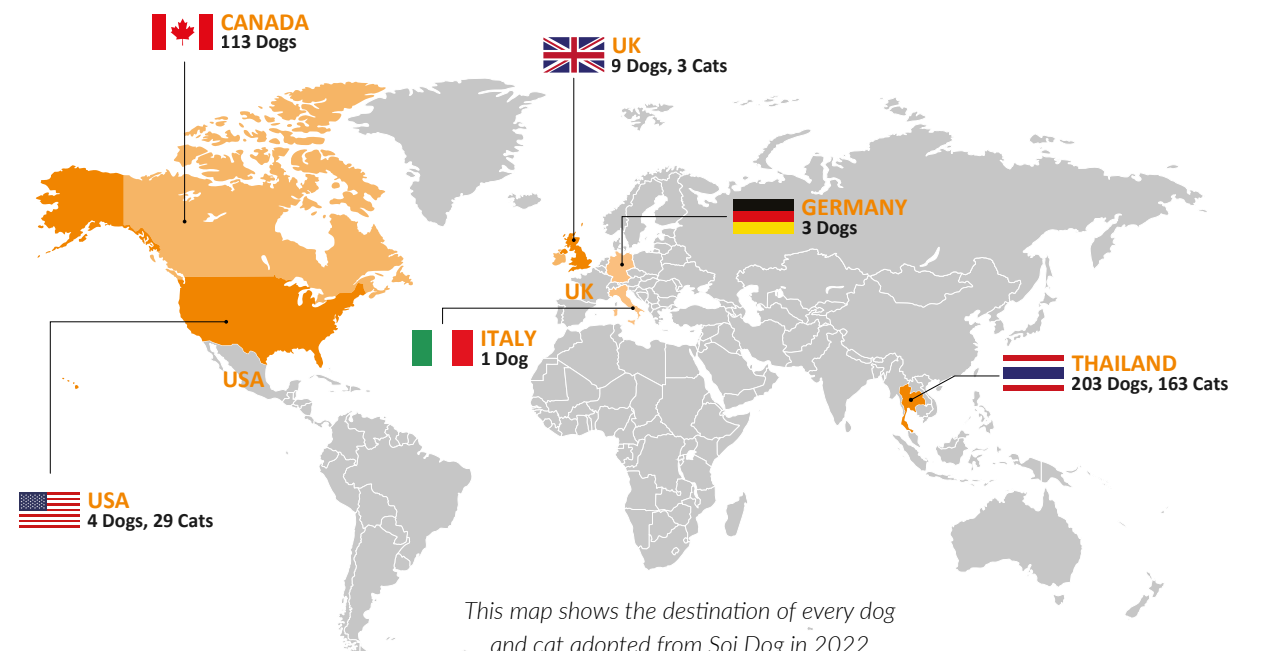 CANADA
113 Dogs
UK
9 Dogs, 3 Cats
GERMANY
3 Dogs
UK
ITALY
1 Dog
THAILAND
203 Dogs, 163 Cats
USA
USA
4 Dogs, 29 Cats
This map shows the destination of every dog
and cat adopted from Soi Dog in 2022